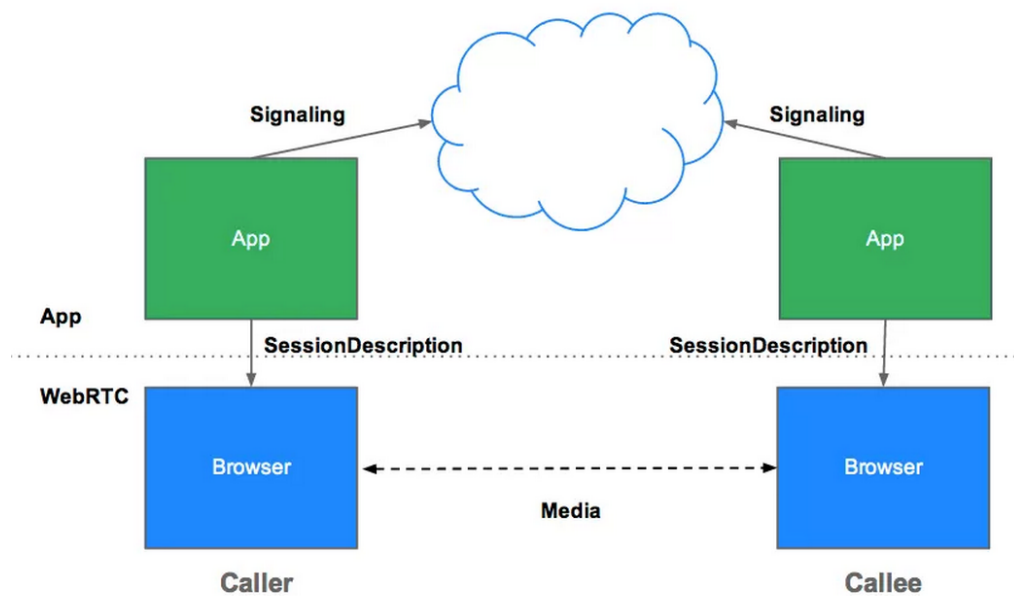 Signaling
Signaling
App
App
App
SessionDescription
SessionDescription
WebRTC
Browser
Browser
Media
Caller
Callee